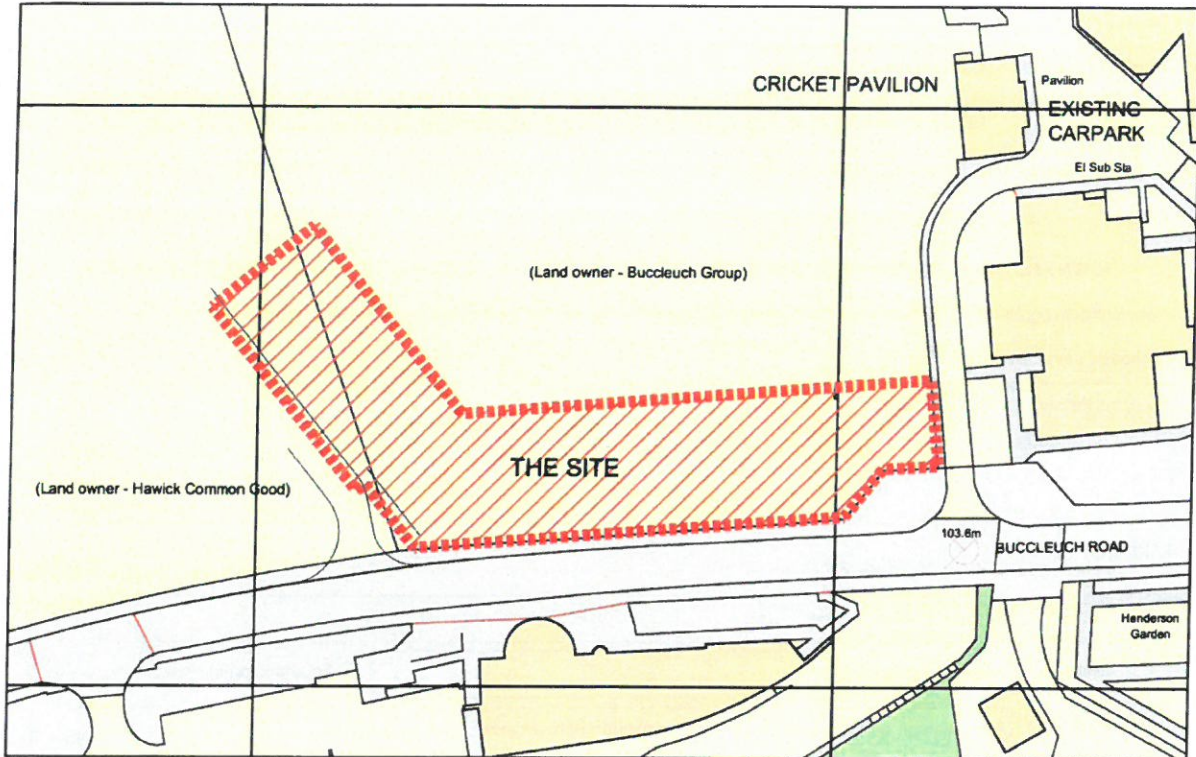 CRICKET PAVILION
Pavilion
EXISTING
CARPARK
El Sub Sta
(Land owner - Buccleuch Group)
THE SITE
(Land owner - Hawick Common Good)
103.6m
BUCCLEUCH ROAD
Henderson
Garden